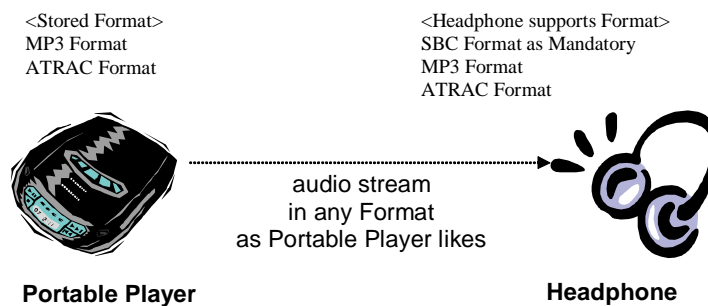 <Stored Format>
MP3 Format
ATRAC Format
<Headphone supports Format>
SBC Format as Mandatory
MP3 Format
ATRAC Format
audio stream
in any Format
as Portable Player likes
Portable Player
Headphone